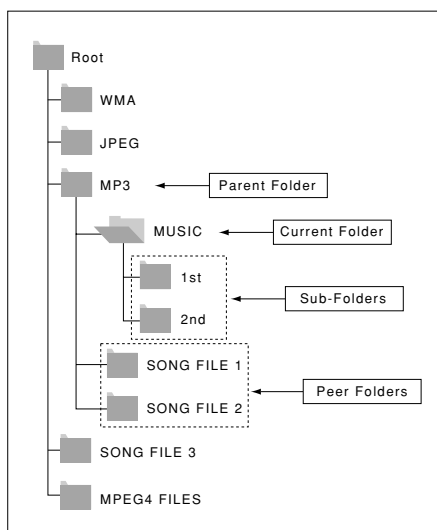 Root
WMA
JPEG
MP3
Parent Folder
MUSIC
Current Folder
1st
Sub-Folders
2nd
SONG FILE 1
Peer Folders
SONG FILE 2
SONG FILE 3
MPEG4 FILES